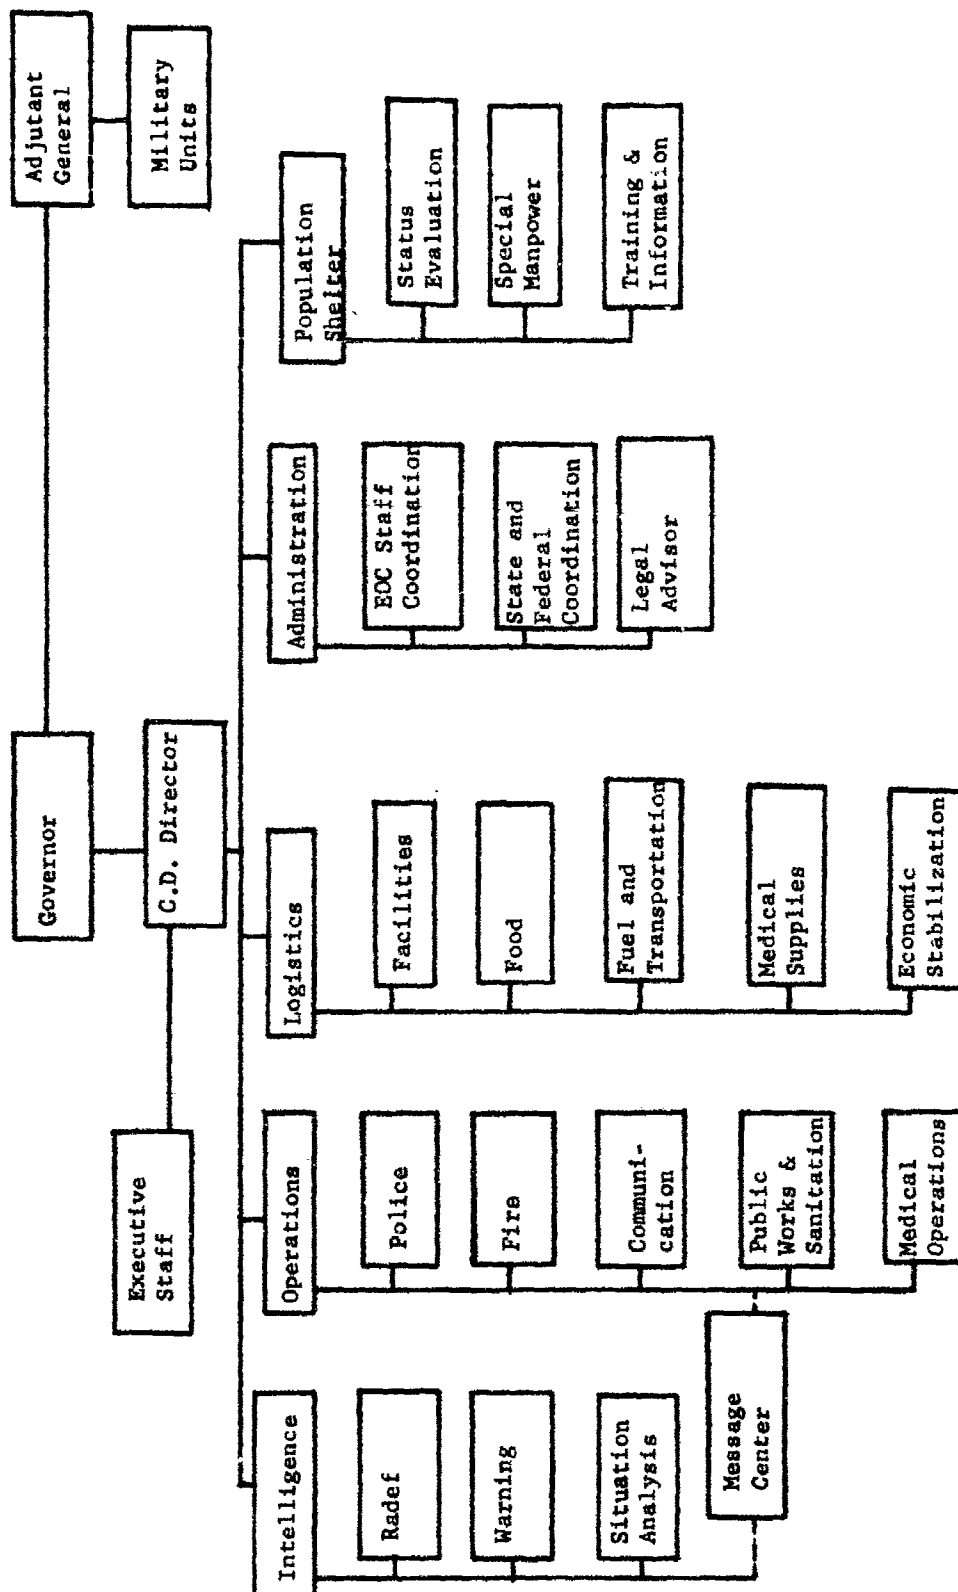 Governor
Adjutant
General
Military
Units
Executive
Staff
C.D. Director
Intelligence
Radef
Warning
Situation
Analysis
Message
Center
Operations
Police
Fire
Communi-
cation
Public
Works &
Sanitation
Medical
Operations
Logistics
Facilities
Food
Fuel and
Transportation
Medical
Supplies
Economic
Stabilization
Administration
EOC Staff
Coordination
State and
Federal
Coordination
Legal
Advisor
Population
Shelter
Status
Evaluation
Special
Manpower
Training &
Information